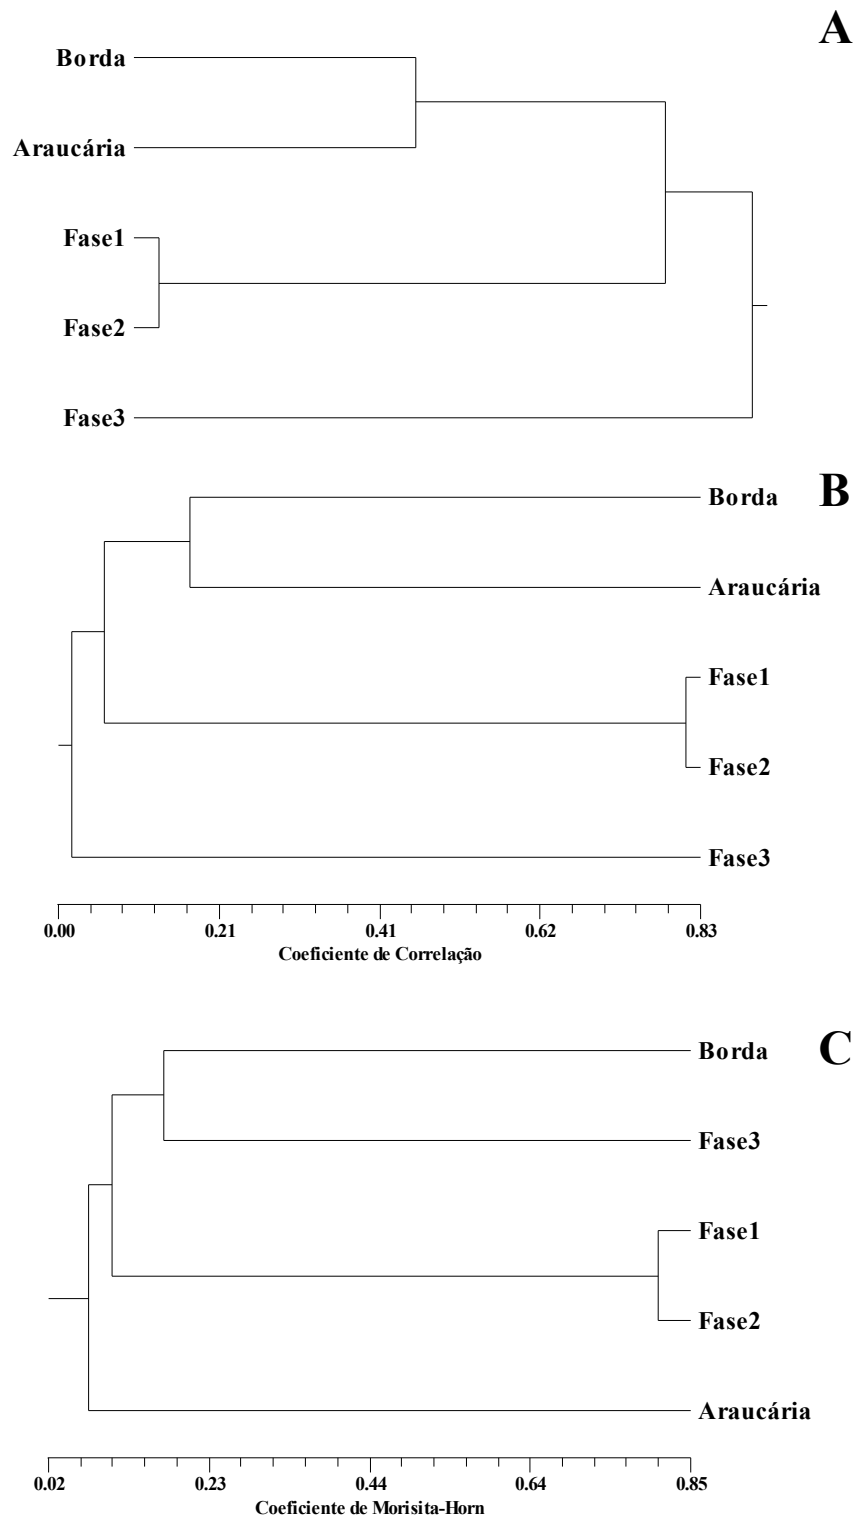 A
Borda
Araucária
Fase1
Fase2
Fase3
B
Borda
Araucária
Fase1
Fase2
Fase3
0.00 0.21 0.41 0.62 0.83
Coeficiente de Correlação
C
Borda
Fase3
Fase1
Fase2
Araucária
0.02 0.23 0.44 0.64 0.85
Coeficiente de Morisita-Horn